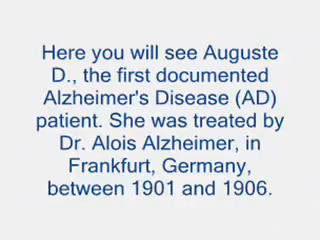 Here you will see Auguste
D., the first documented
Alzheimer's Disease (AD)
patient. She was treated by
Dr. Alois Alzheimer, in
Frankfurt, Germany,
between 1901 and 1906.